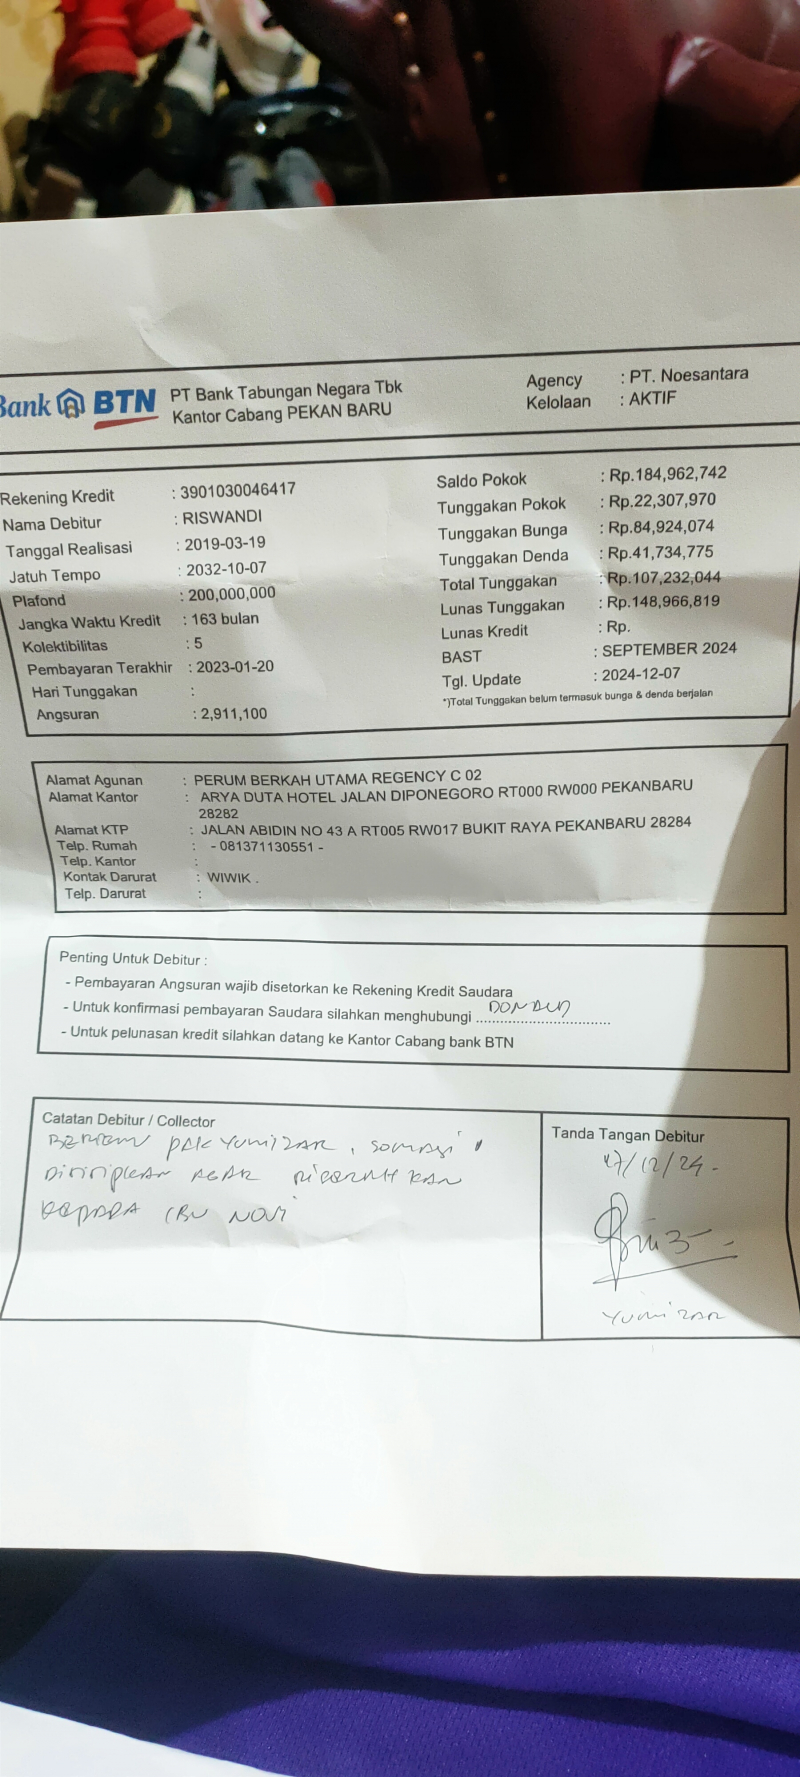 Bank BTN PT Bank Tabungan Negara Tbk
Kantor Cabang PEKAN BARU
Agency : PT. Noesantara
Kelolaan : AKTIF
Rekening Kredit : 3901030046417
Nama Debitur : RISWANDI
Tanggal Realisasi : 2019-03-19
Jatuh Tempo : 2032-10-07
Plafond : 200,000,000
Jangka Waktu Kredit : 163 bulan
Kolektibilitas : 5
Pembayaran Terakhir : 2023-01-20
Hari Tunggakan :
Angsuran : 2,911,100
Saldo Pokok : Rp.184,962,742
Tunggakan Pokok : Rp.22,307,970
Tunggakan Bunga : Rp.84,924,074
Tunggakan Denda : Rp.41,734,775
Total Tunggakan : Rp.107,232,044
Lunas Tunggakan : Rp.148,966,819
Lunas Kredit : Rp.
BAST : SEPTEMBER 2024
Tgl. Update : 2024-12-07
*)Total Tunggakan belum termasuk bunga & denda berjalan
Alamat Agunan : PERUM BERKAH UTAMA REGENCY C 02
Alamat Kantor : ARYA DUTA HOTEL JALAN DIPONEGORO RT000 RW000 PEKANBARU
28282
Alamat KTP : JALAN ABIDIN NO 43 A RT005 RW017 BUKIT RAYA PEKANBARU 28284
Telp. Rumah : - 081371130551 -
Telp. Kantor :
Kontak Darurat : WIWIK .
Telp. Darurat :
Penting Untuk Debitur :
- Pembayaran Angsuran wajib disetorkan ke Rekening Kredit Saudara
- Untuk konfirmasi pembayaran Saudara silahkan menghubungi ...............................
- Untuk pelunasan kredit silahkan datang ke Kantor Cabang bank BTN
Catatan Debitur / Collector
BERTEMU PAK YUMIZAR, SOMASI
DITITIPKAN AGAR DISERAHKAN
KEPADA IBU NOVI
Tanda Tangan Debitur
17/12/24-
YUMIZAR